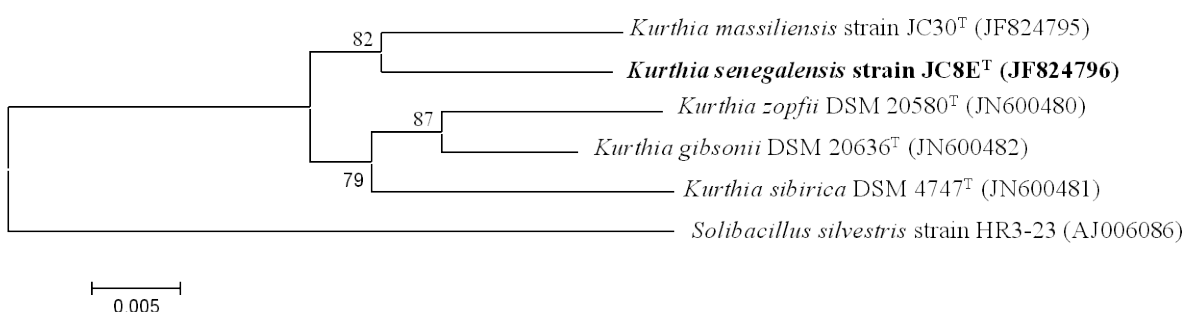 82
Kurthia massiliensis strain JC30ᵀ (JF824795)
Kurthia senegalensis strain JC8Eᵀ (JF824796)
87
Kurthia zopfii DSM 20580ᵀ (JN600480)
Kurthia gibsonii DSM 20636ᵀ (JN600482)
79
Kurthia sibirica DSM 4747ᵀ (JN600481)
Solibacillus silvestris strain HR3-23 (AJ006086)
0.005